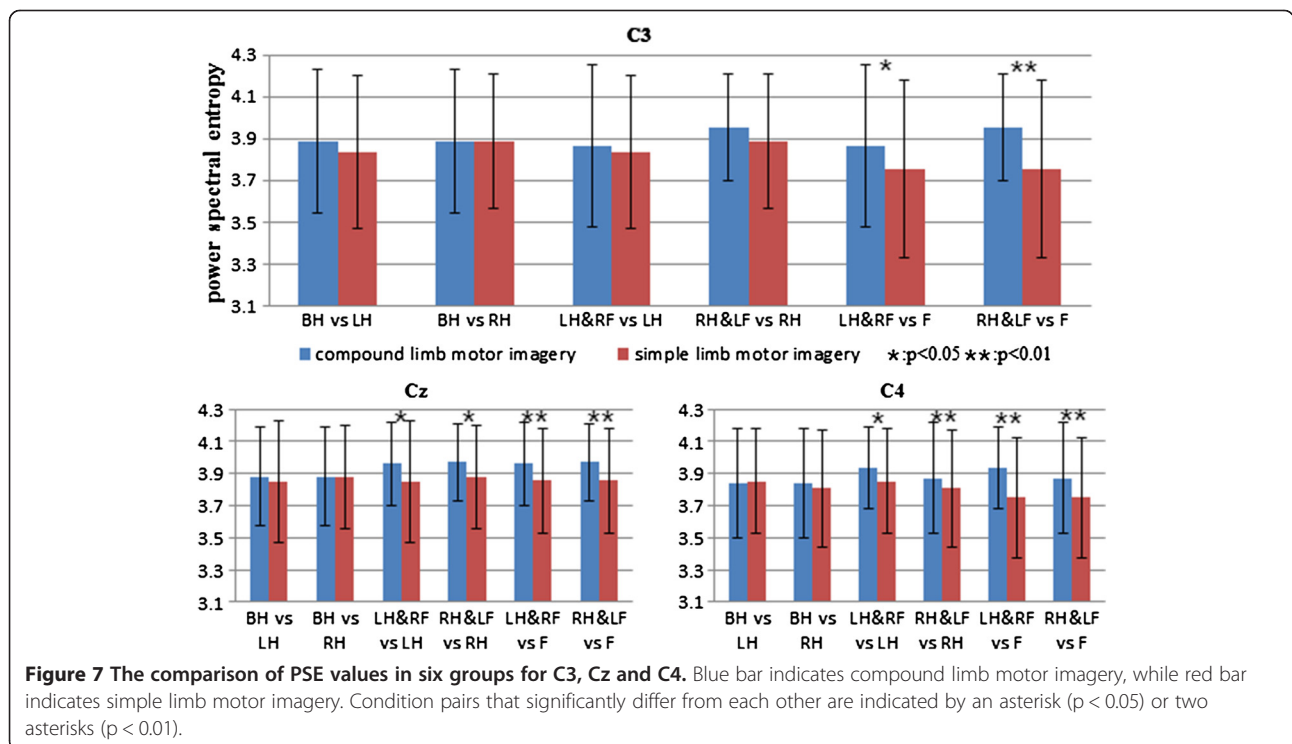 C3
power spectral entropy
4.3
4.1
3.9
3.7
3.5
3.3
3.1
BH vs LH BH vs RH LH&RF vs LH RH&LF vs RH LH&RF vs F RH&LF vs F
* **
compound limb motor imagery simple limb motor imagery *:p<0.05 **:p<0.01
Cz
4.3
4.1
3.9
3.7
3.5
3.3
3.1
* * ** **
BH vs BH vs LH&RF RH&LF LH&RF RH&LF
LH RH vs LH vs RH vs F vs F
C4
4.3
4.1
3.9
3.7
3.5
3.3
3.1
* ** ** **
BH vs BH vs LH&RF RH&LF LH&RF RH&LF
LH RH vs LH vs RH vs F vs F
Figure 7 The comparison of PSE values in six groups for C3, Cz and C4. Blue bar indicates compound limb motor imagery, while red bar
indicates simple limb motor imagery. Condition pairs that significantly differ from each other are indicated by an asterisk (p < 0.05) or two
asterisks (p < 0.01).